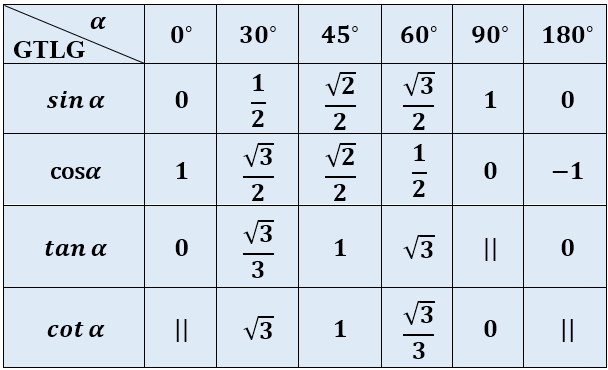 α
GTLG 0° 30° 45° 60° 90° 180°
sin α 0 1/2 √2/2 √3/2 1 0
cosα 1 √3/2 √2/2 1/2 0 −1
tan α 0 √3/3 1 √3 || 0
cot α || √3 1 √3/3 0 ||